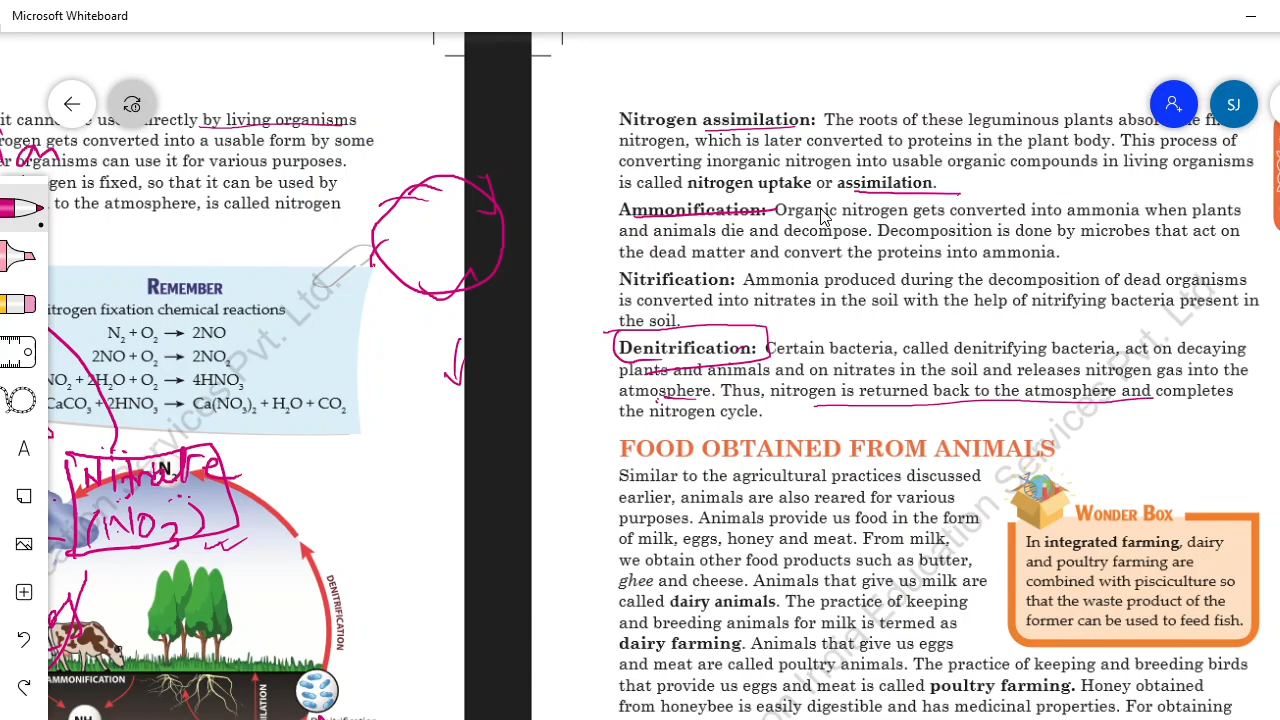 Microsoft Whiteboard
it cannot be used directly by living organisms
rogen gets converted into a usable form by some
er organisms can use it for various purposes.
ogen is fixed, so that it can be used by
to the atmosphere, is called nitrogen
REMEMBER
itrogen fixation chemical reactions
N₂ + O₂ → 2NO
2NO + O₂ → 2NO₂
NO₂ + 2H₂O + O₂ → 4HNO₃
CaCO₃ + 2HNO₃ → Ca(NO₃)₂ + H₂O + CO₂
N₂
Nitrate
(NO₃)
DENITRIFICATION
AMMONIFICATION
NH
SJ
Nitrogen assimilation: The roots of these leguminous plants absorb the fixed
nitrogen, which is later converted to proteins in the plant body. This process of
converting inorganic nitrogen into usable organic compounds in living organisms
is called nitrogen uptake or assimilation.
Ammonification: Organic nitrogen gets converted into ammonia when plants
and animals die and decompose. Decomposition is done by microbes that act on
the dead matter and convert the proteins into ammonia.
Nitrification: Ammonia produced during the decomposition of dead organisms
is converted into nitrates in the soil with the help of nitrifying bacteria present in
the soil.
Denitrification: Certain bacteria, called denitrifying bacteria, act on decaying
plants and animals and on nitrates in the soil and releases nitrogen gas into the
atmosphere. Thus, nitrogen is returned back to the atmosphere and completes
the nitrogen cycle.
FOOD OBTAINED FROM ANIMALS
Similar to the agricultural practices discussed
earlier, animals are also reared for various
purposes. Animals provide us food in the form
of milk, eggs, honey and meat. From milk,
we obtain other food products such as butter,
ghee and cheese. Animals that give us milk are
called dairy animals. The practice of keeping
and breeding animals for milk is termed as
dairy farming. Animals that give us eggs
and meat are called poultry animals. The practice of keeping and breeding birds
that provide us eggs and meat is called poultry farming. Honey obtained
from honeybee is easily digestible and has medicinal properties. For obtaining
WONDER BOX
In integrated farming, dairy
and poultry farming are
combined with pisciculture so
that the waste product of the
former can be used to feed fish.